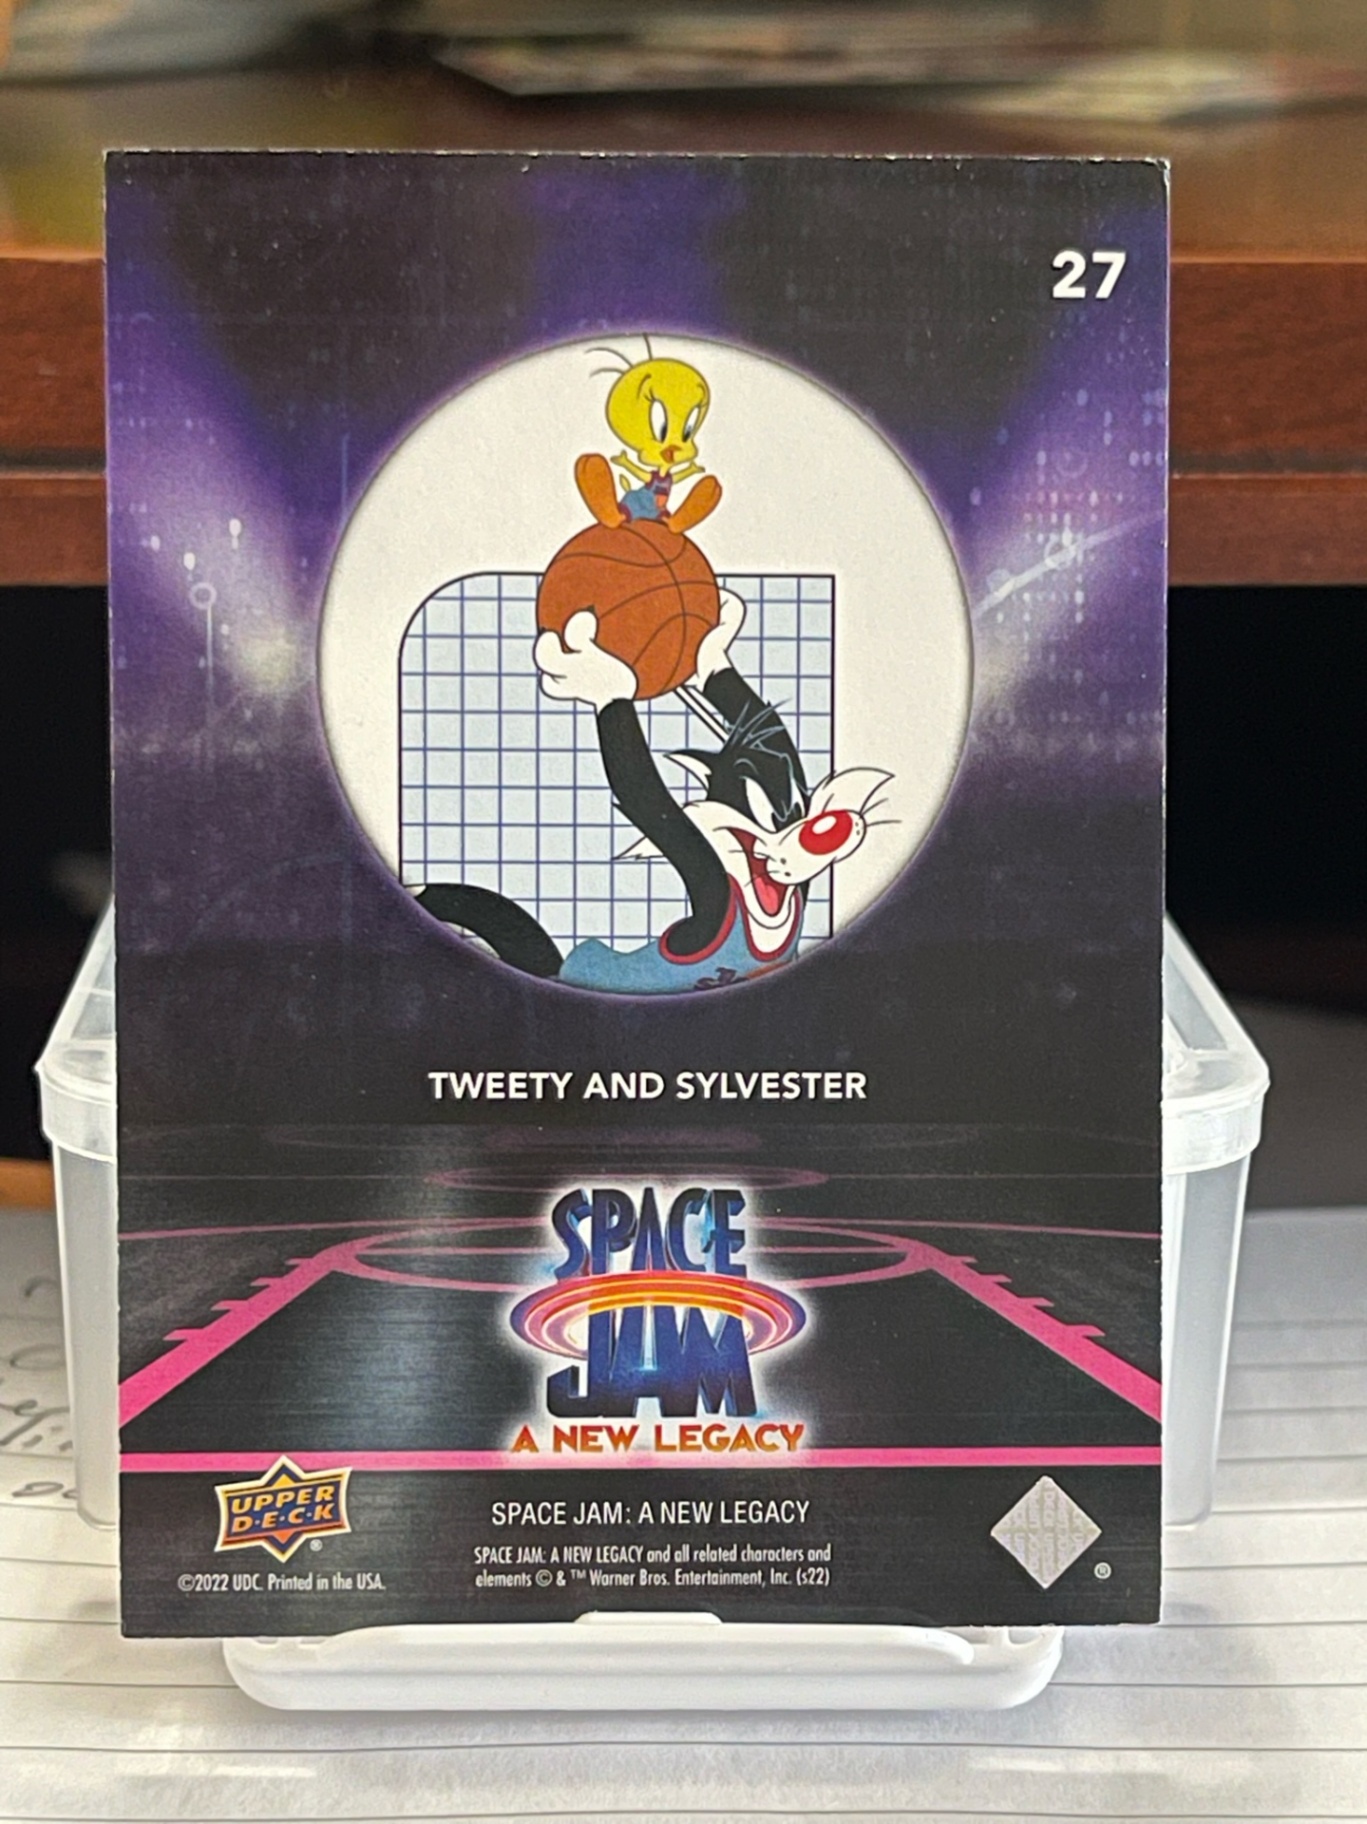 27
TWEETY AND SYLVESTER
SPACE
JAM
A NEW LEGACY
UPPER
D·E·C·K
®
©2022 UDC. Printed in the USA.
SPACE JAM: A NEW LEGACY
SPACE JAM: A NEW LEGACY and all related characters and
elements © & ™ Warner Bros. Entertainment, Inc. (s22)
®